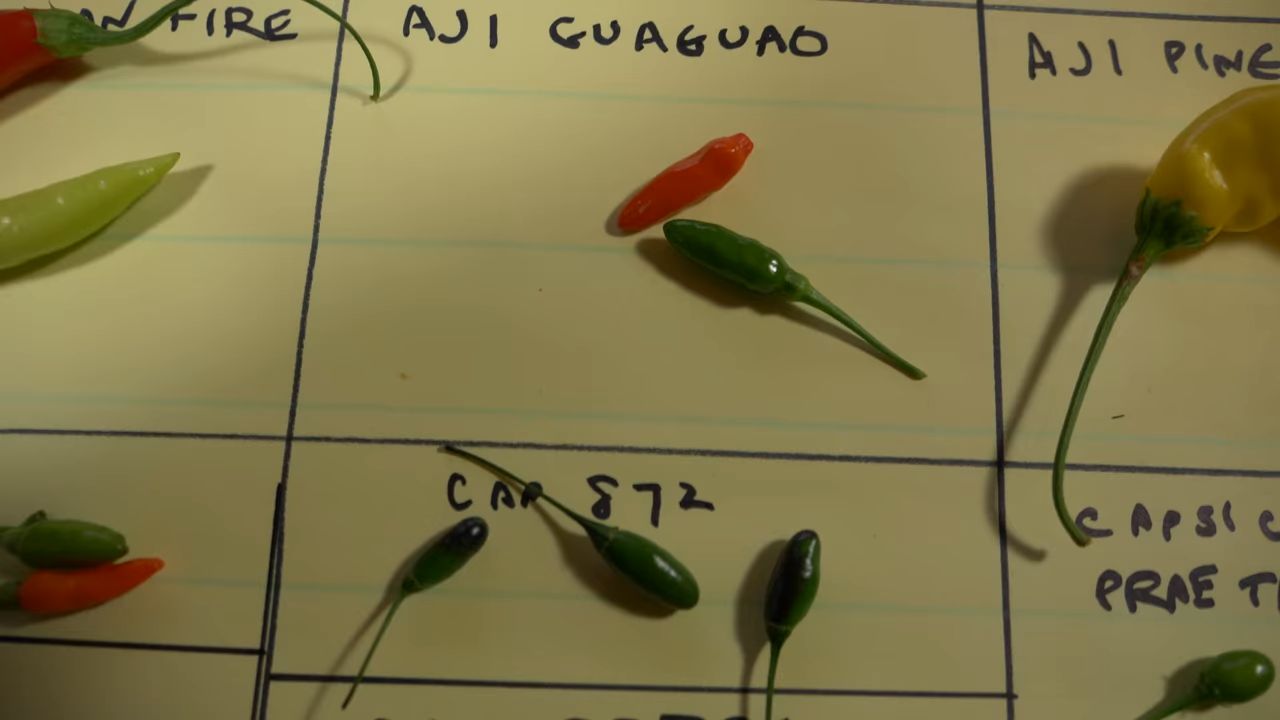 FIRE
AJI GUAGUAO
AJI PINE
CAP 872
CAPSIC
PRAE T